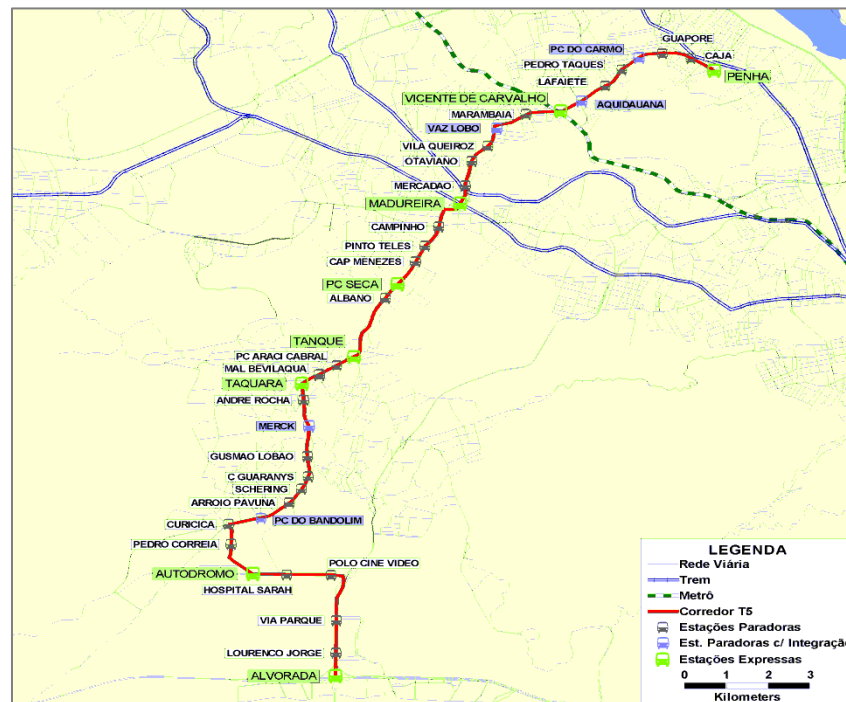 GUAPORE
PC DO CARMO
CAJA
PEDRO TAQUES
PENHA
LAFAIETE
VICENTE DE CARVALHO
AQUIDAUANA
MARAMBAIA
VAZ LOBO
VILA QUEIROZ
OTAVIANO
MERCADAO
MADUREIRA
CAMPINHO
PINTO TELES
CAP MENEZES
PC SECA
ALBANO
TANQUE
PC ARACI CABRAL
MAL BEVILAQUA
TAQUARA
ANDRE ROCHA
MERCK
GUSMAO LOBAO
C GUARANYS
SCHERING
ARROIO PAVUNA
PC DO BANDOLIM
CURICICA
PEDRO CORREIA
POLO CINE VIDEO
AUTODROMO
HOSPITAL SARAH
VIA PARQUE
LOURENCO JORGE
ALVORADA
LEGENDA
Rede Viária
Trem
Metrô
Corredor T5
Estações Paradoras
Est. Paradoras c/ Integração
Estações Expressas
0 1 2 3
Kilometers